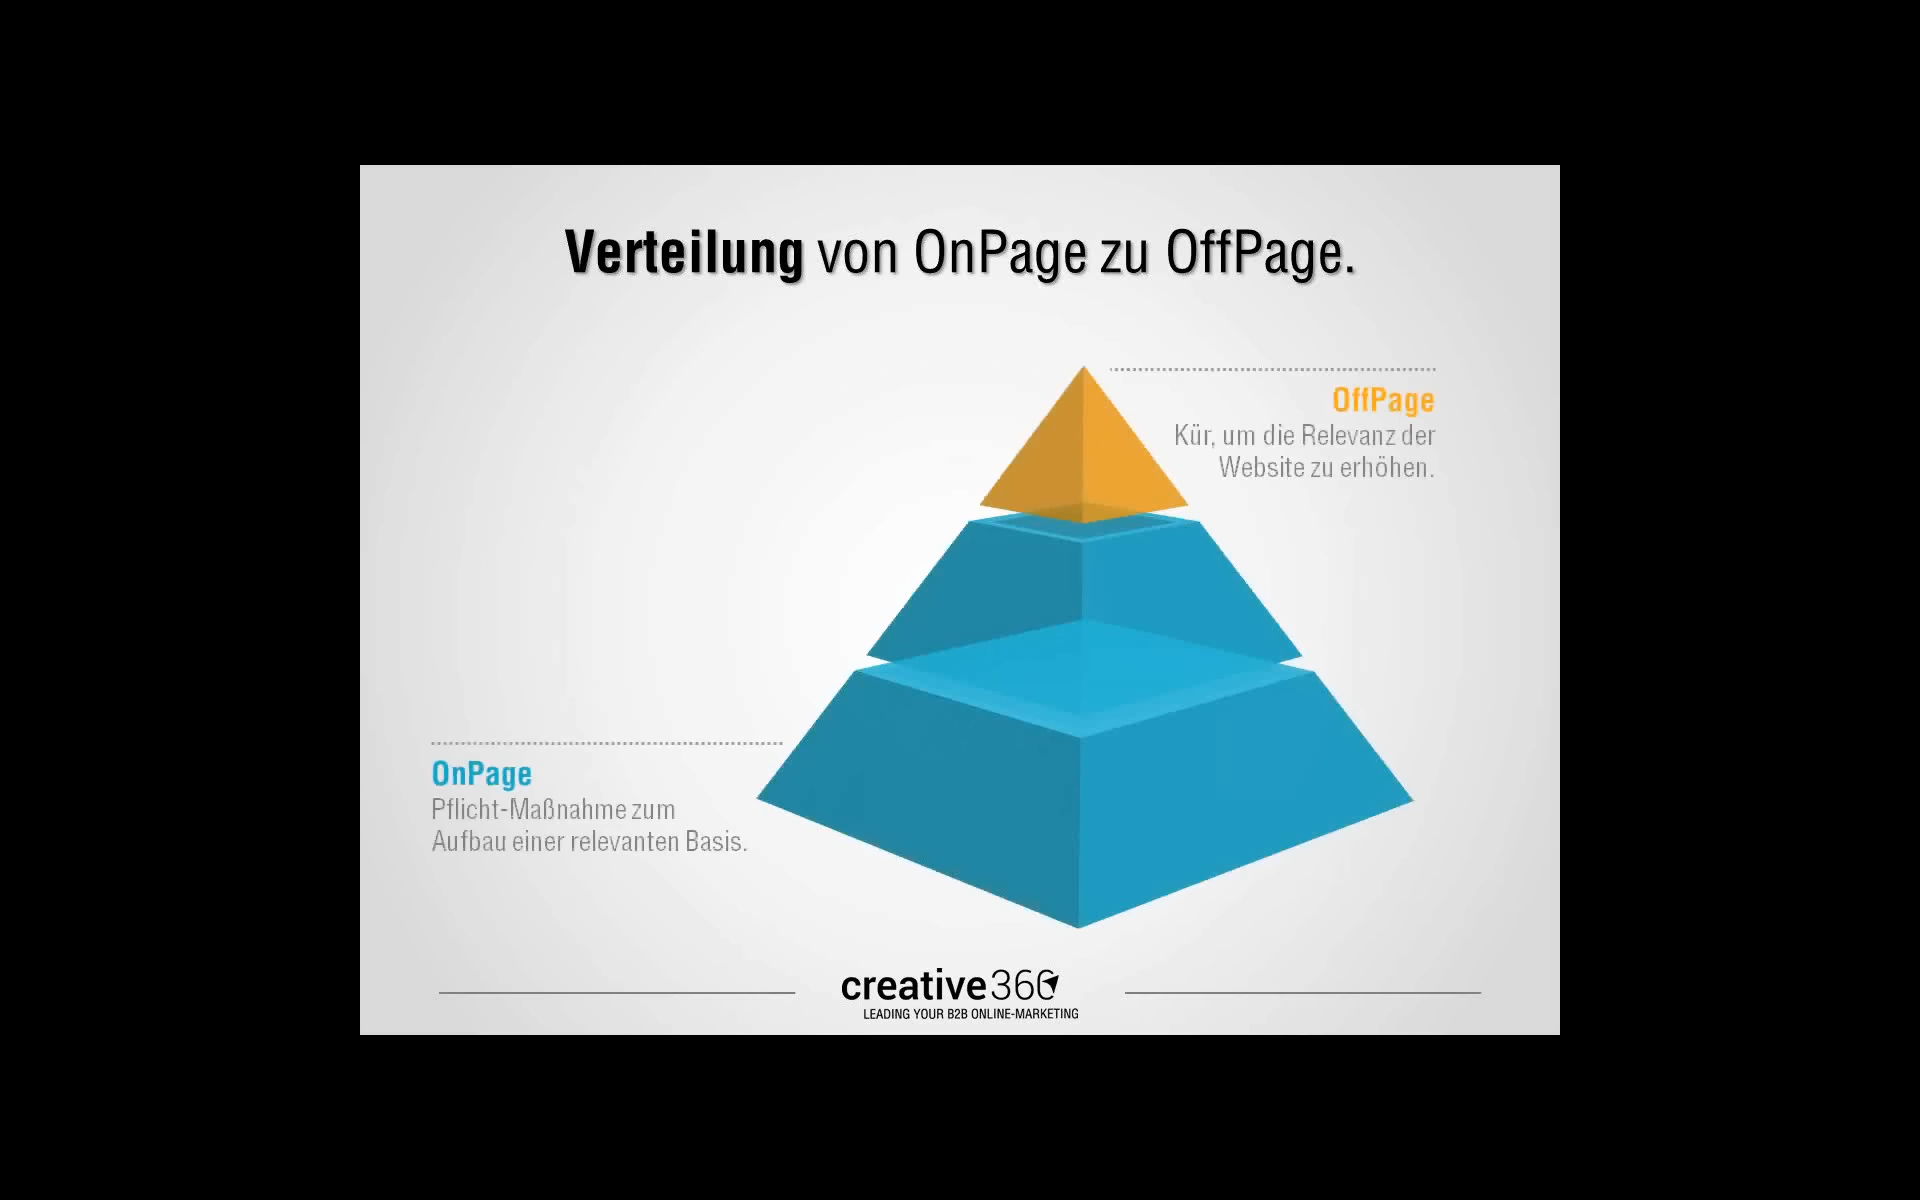 Verteilung von OnPage zu OffPage.
OffPage
Kür, um die Relevanz der
Website zu erhöhen.
OnPage
Pflicht-Maßnahme zum
Aufbau einer relevanten Basis.
creative360
LEADING YOUR B2B ONLINE-MARKETING